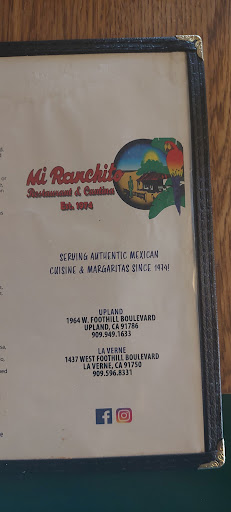 Mi Ranchito
Restaurant & Cantina
Est. 1974
SERVING AUTHENTIC MEXICAN
CUISINE & MARGARITAS SINCE 1974!
UPLAND
1964 W. FOOTHILL BOULEVARD
UPLAND, CA 91786
909.949.1633
LA VERNE
1437 WEST FOOTHILL BOULEVARD
LA VERNE, CA 91750
909.596.8331